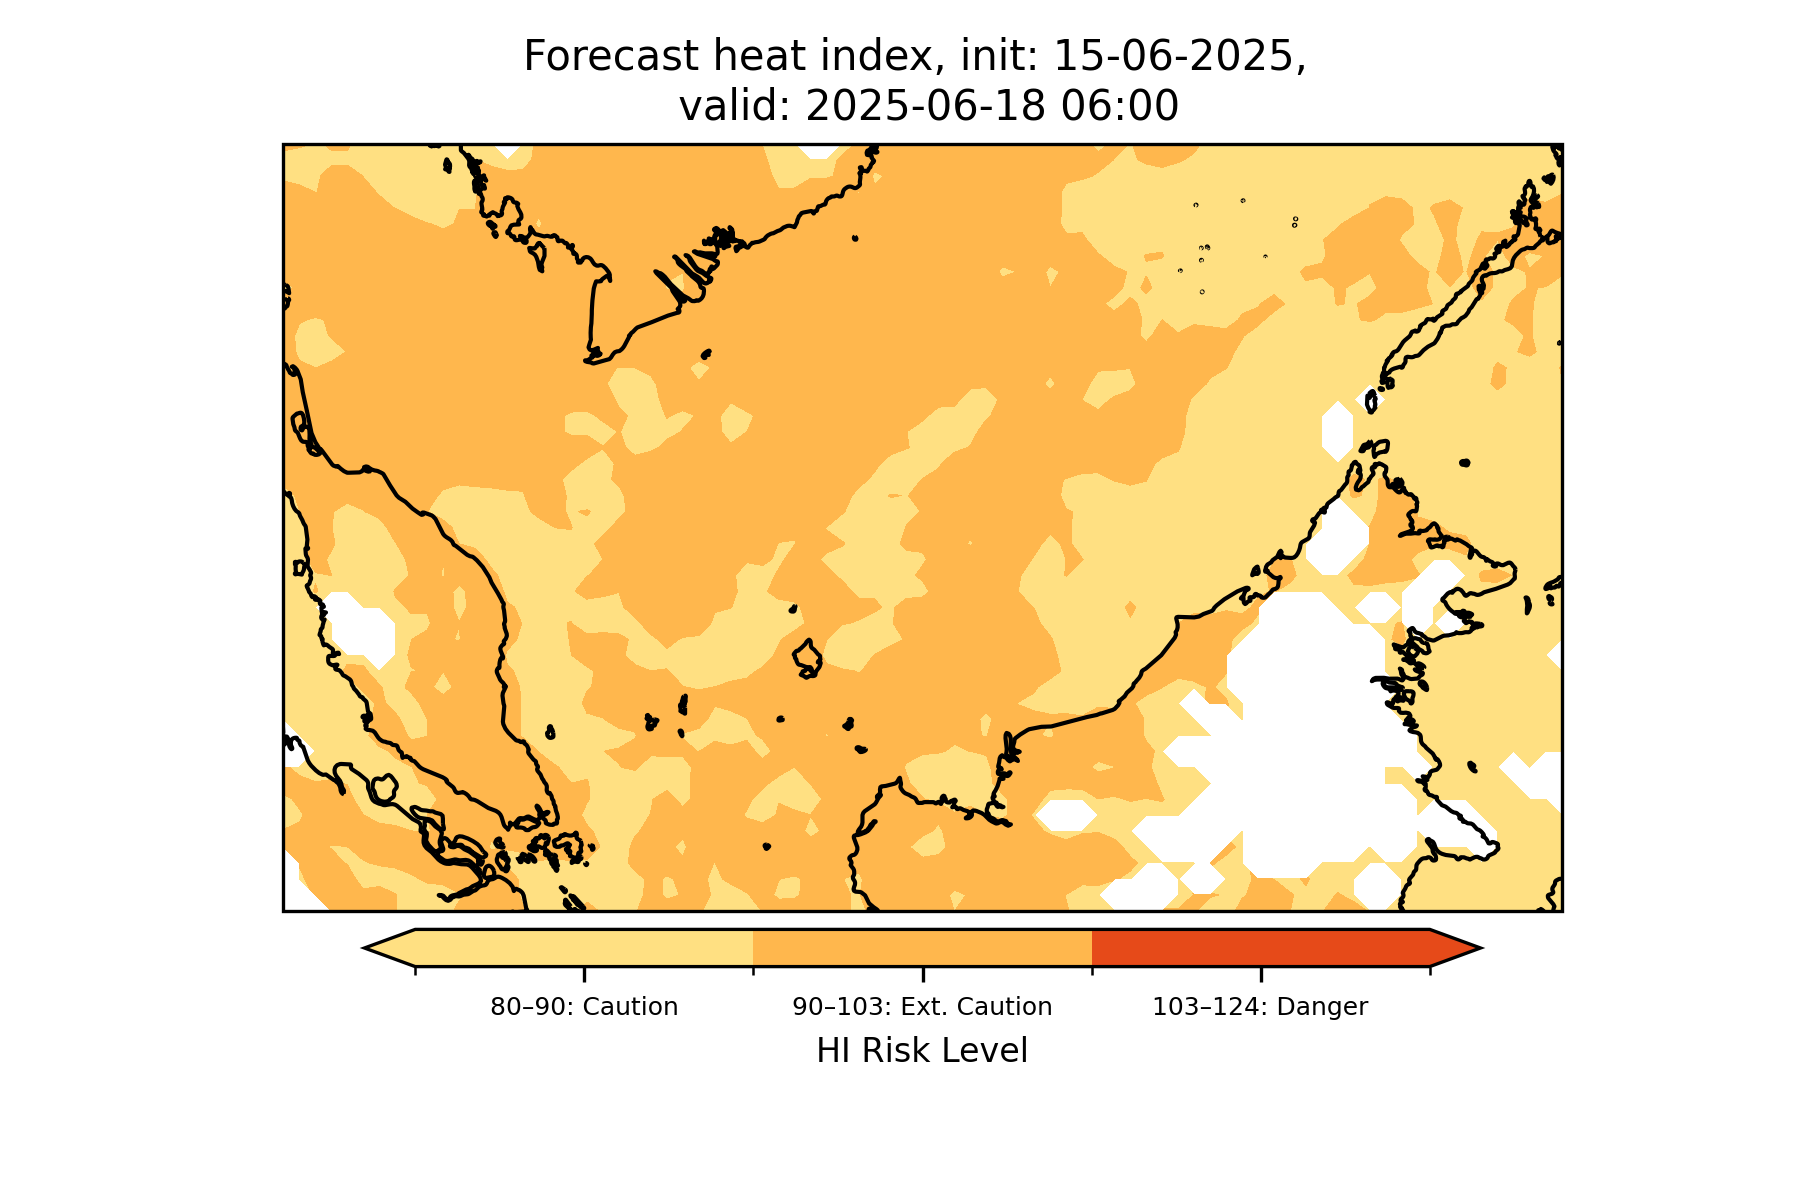 Forecast heat index, init: 15-06-2025,
valid: 2025-06-18 06:00
80–90: Caution
90–103: Ext. Caution
103–124: Danger
HI Risk Level